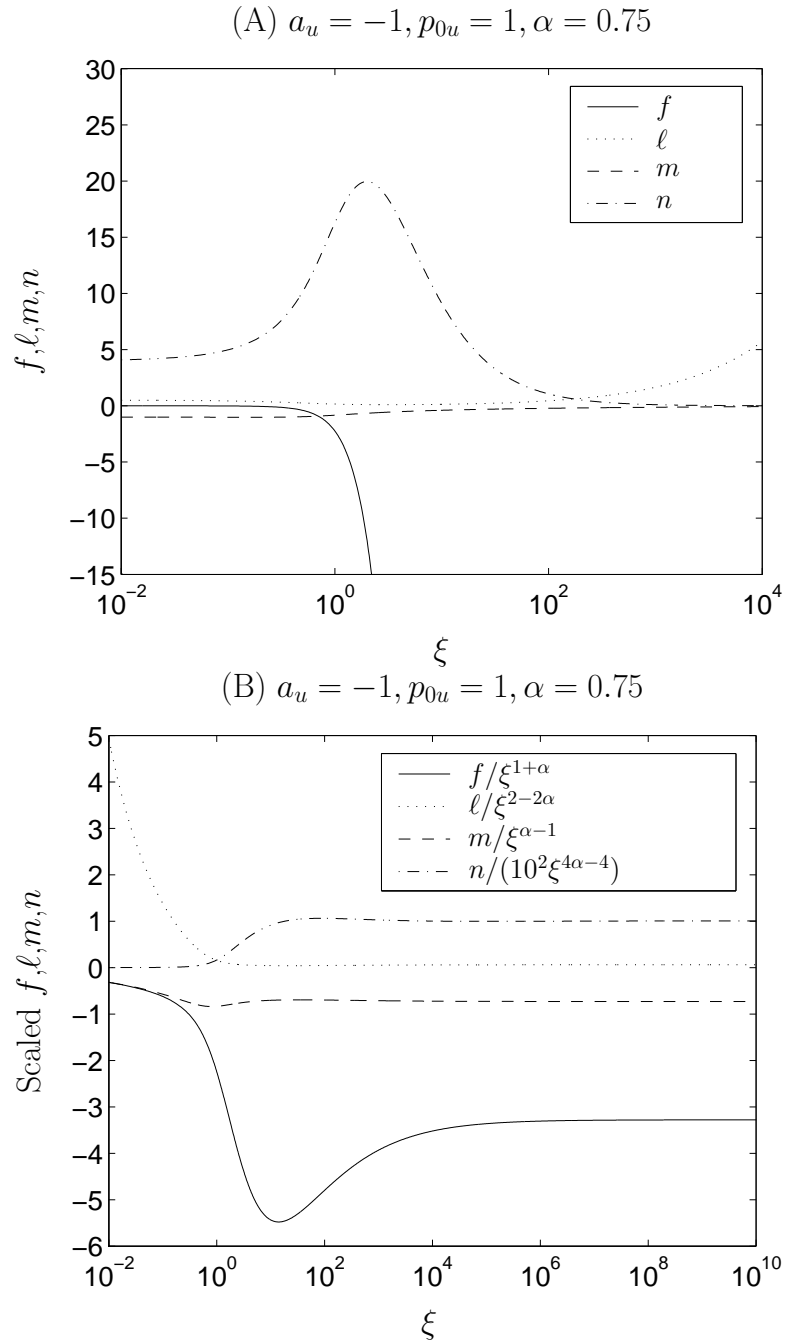 (A) a_u = −1, p_{0u} = 1, α = 0.75
30
25
20
15
10
5
0
−5
−10
−15
f,ℓ,m,n
f
ℓ
m
n
10^{−2}
10^{0}
10^{2}
10^{4}
ξ
(B) a_u = −1, p_{0u} = 1, α = 0.75
5
4
3
2
1
0
−1
−2
−3
−4
−5
−6
Scaled f,ℓ,m,n
f/ξ^{1+α}
ℓ/ξ^{2−2α}
m/ξ^{α−1}
n/(10^2ξ^{4α−4})
10^{−2}
10^{0}
10^{2}
10^{4}
10^{6}
10^{8}
10^{10}
ξ